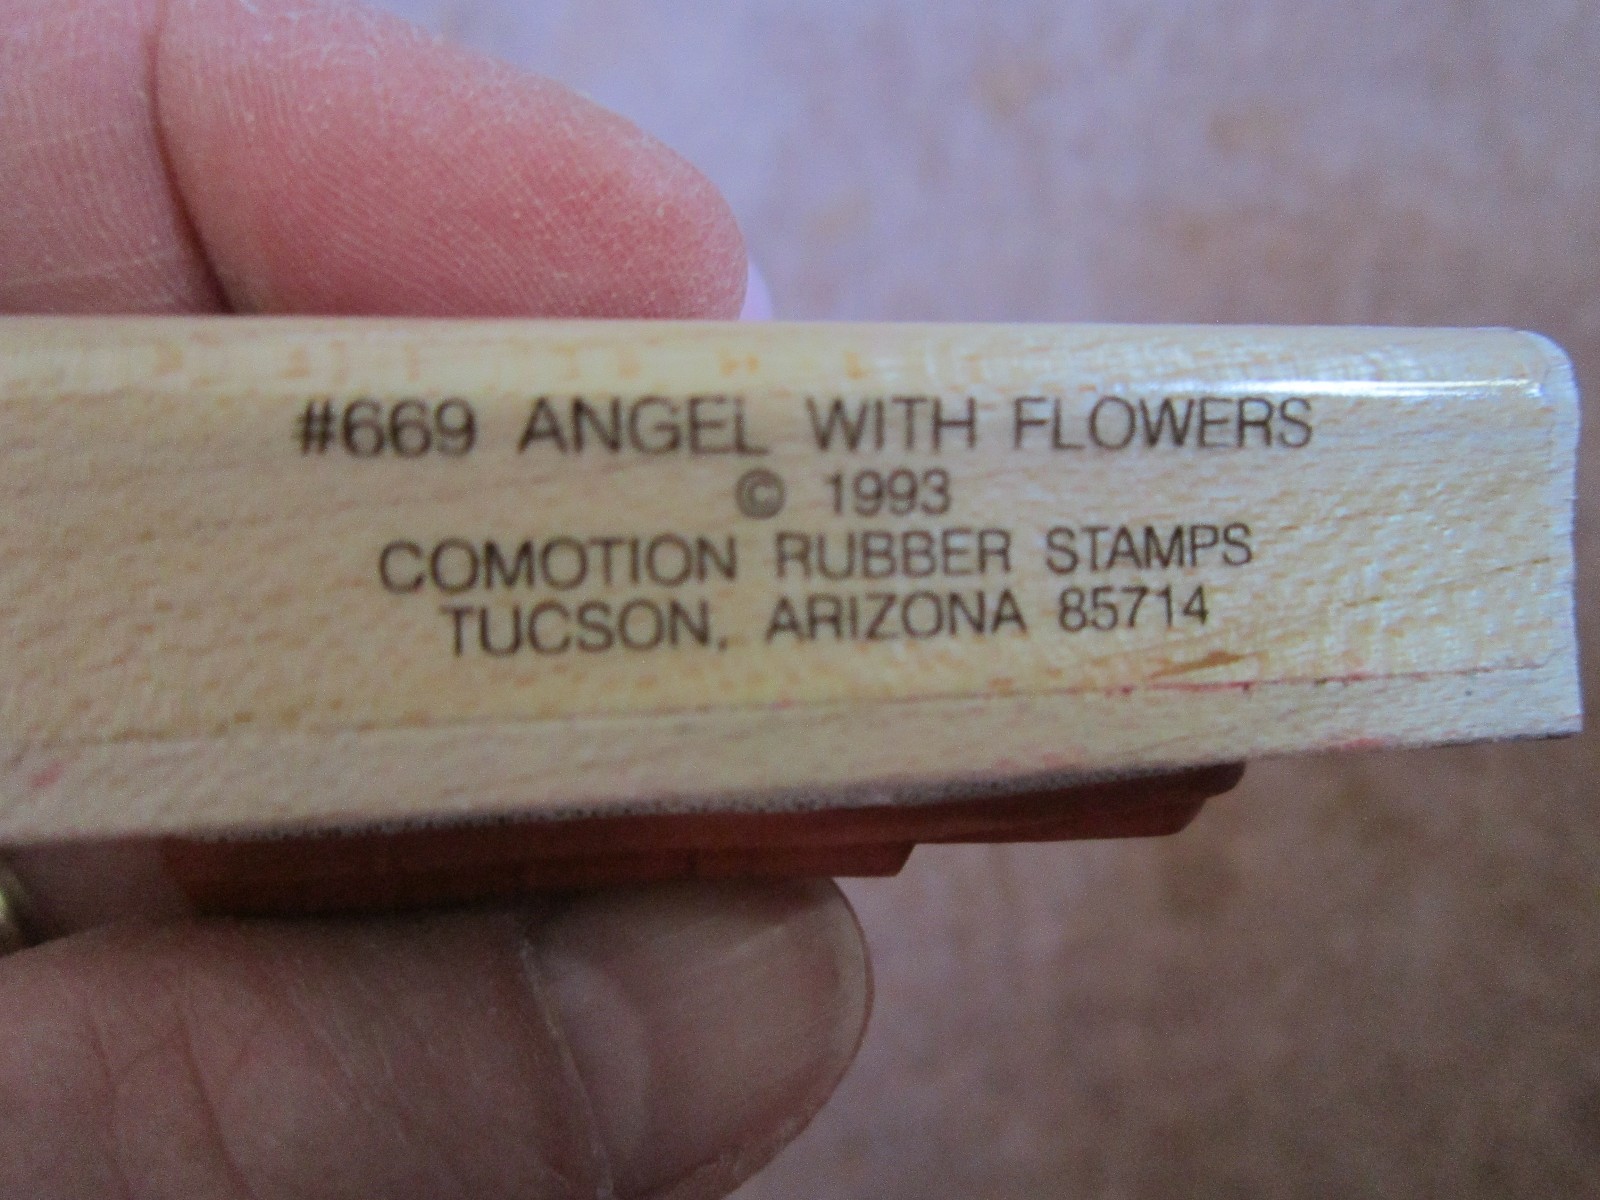 #669 ANGEL WITH FLOWERS
© 1993
COMOTION RUBBER STAMPS
TUCSON, ARIZONA 85714